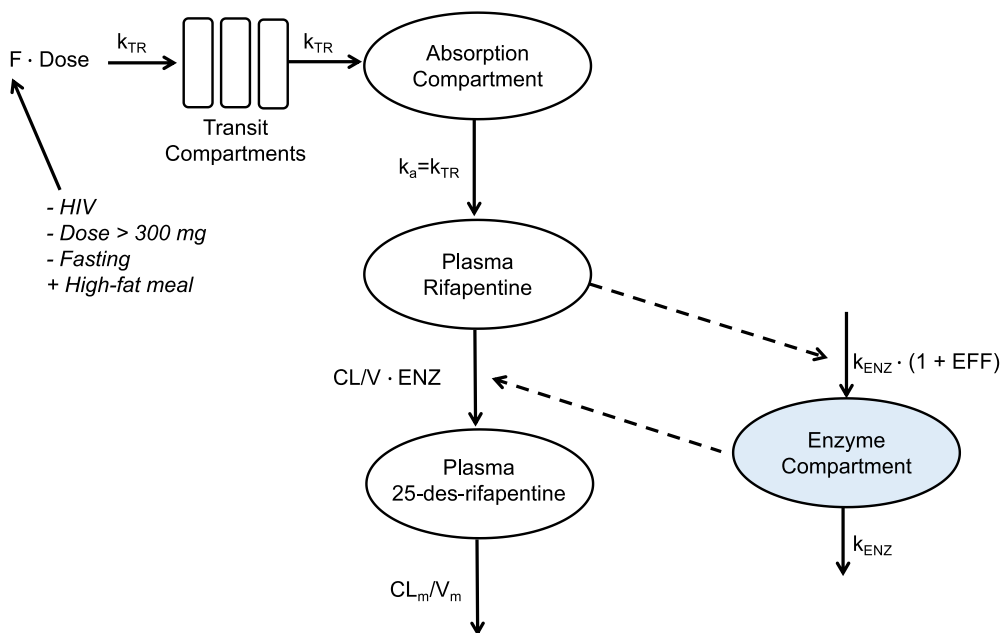 F · Dose
k_TR
k_TR
Transit
Compartments
Absorption
Compartment
- HIV
- Dose > 300 mg
- Fasting
+ High-fat meal
k_a=k_TR
Plasma
Rifapentine
CL/V · ENZ
k_ENZ · (1 + EFF)
Enzyme
Compartment
k_ENZ
Plasma
25-des-rifapentine
CL_m/V_m